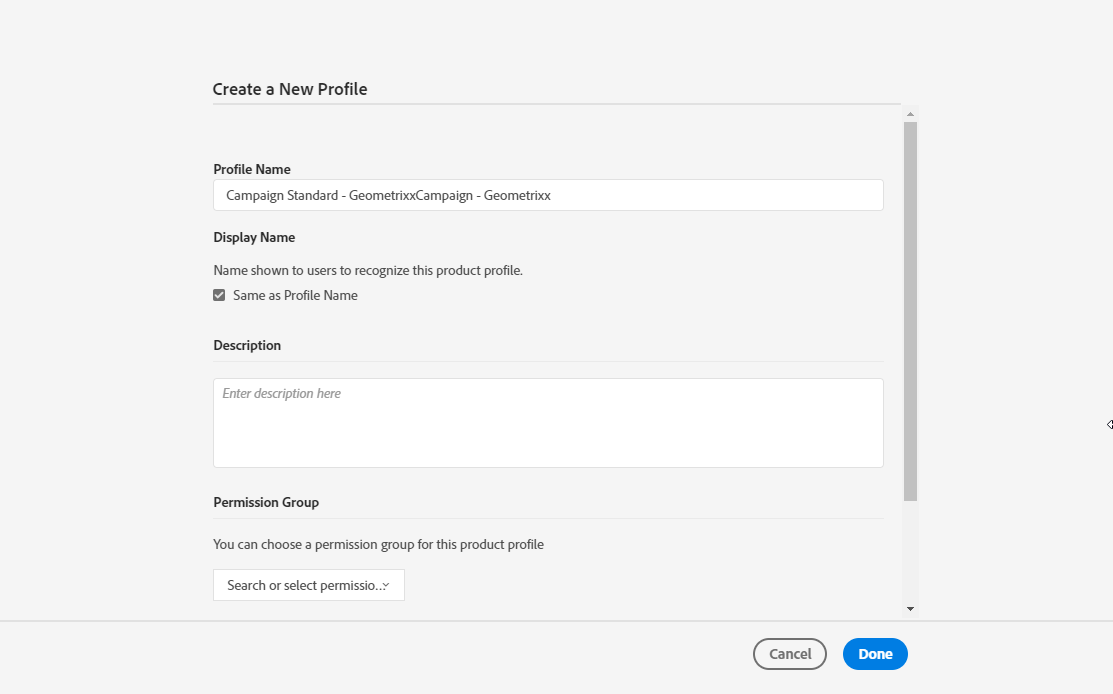 Create a New Profile
Profile Name
Campaign Standard - GeometrixxCampaign - Geometrixx
Display Name
Name shown to users to recognize this product profile.
Same as Profile Name
Description
Enter description here
Permission Group
You can choose a permission group for this product profile
Search or select permissio...
Cancel
Done